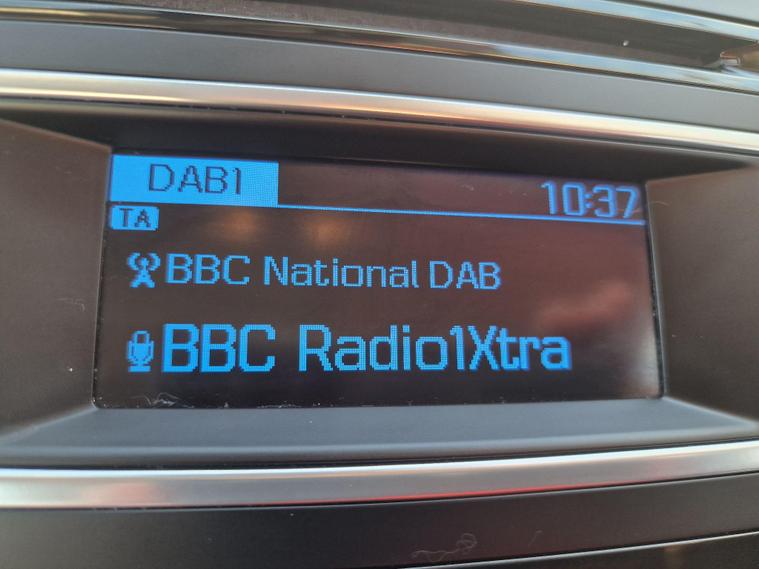 DAB1 10:37
TA
BBC National DAB
BBC Radio1Xtra